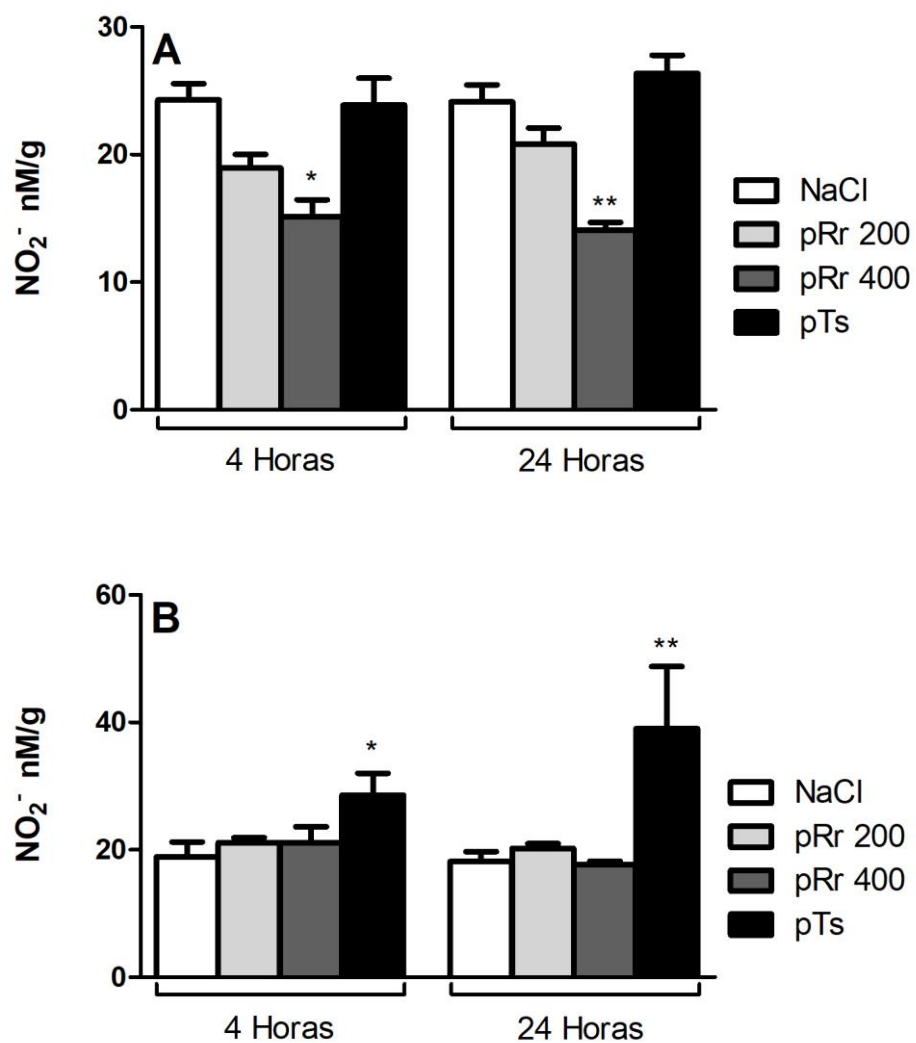 A
30
20
10
0
NO₂⁻ nM/g
*
**
4 Horas
24 Horas
NaCl
pRr 200
pRr 400
pTs
B
60
40
20
0
NO₂⁻ nM/g
*
**
4 Horas
24 Horas
NaCl
pRr 200
pRr 400
pTs